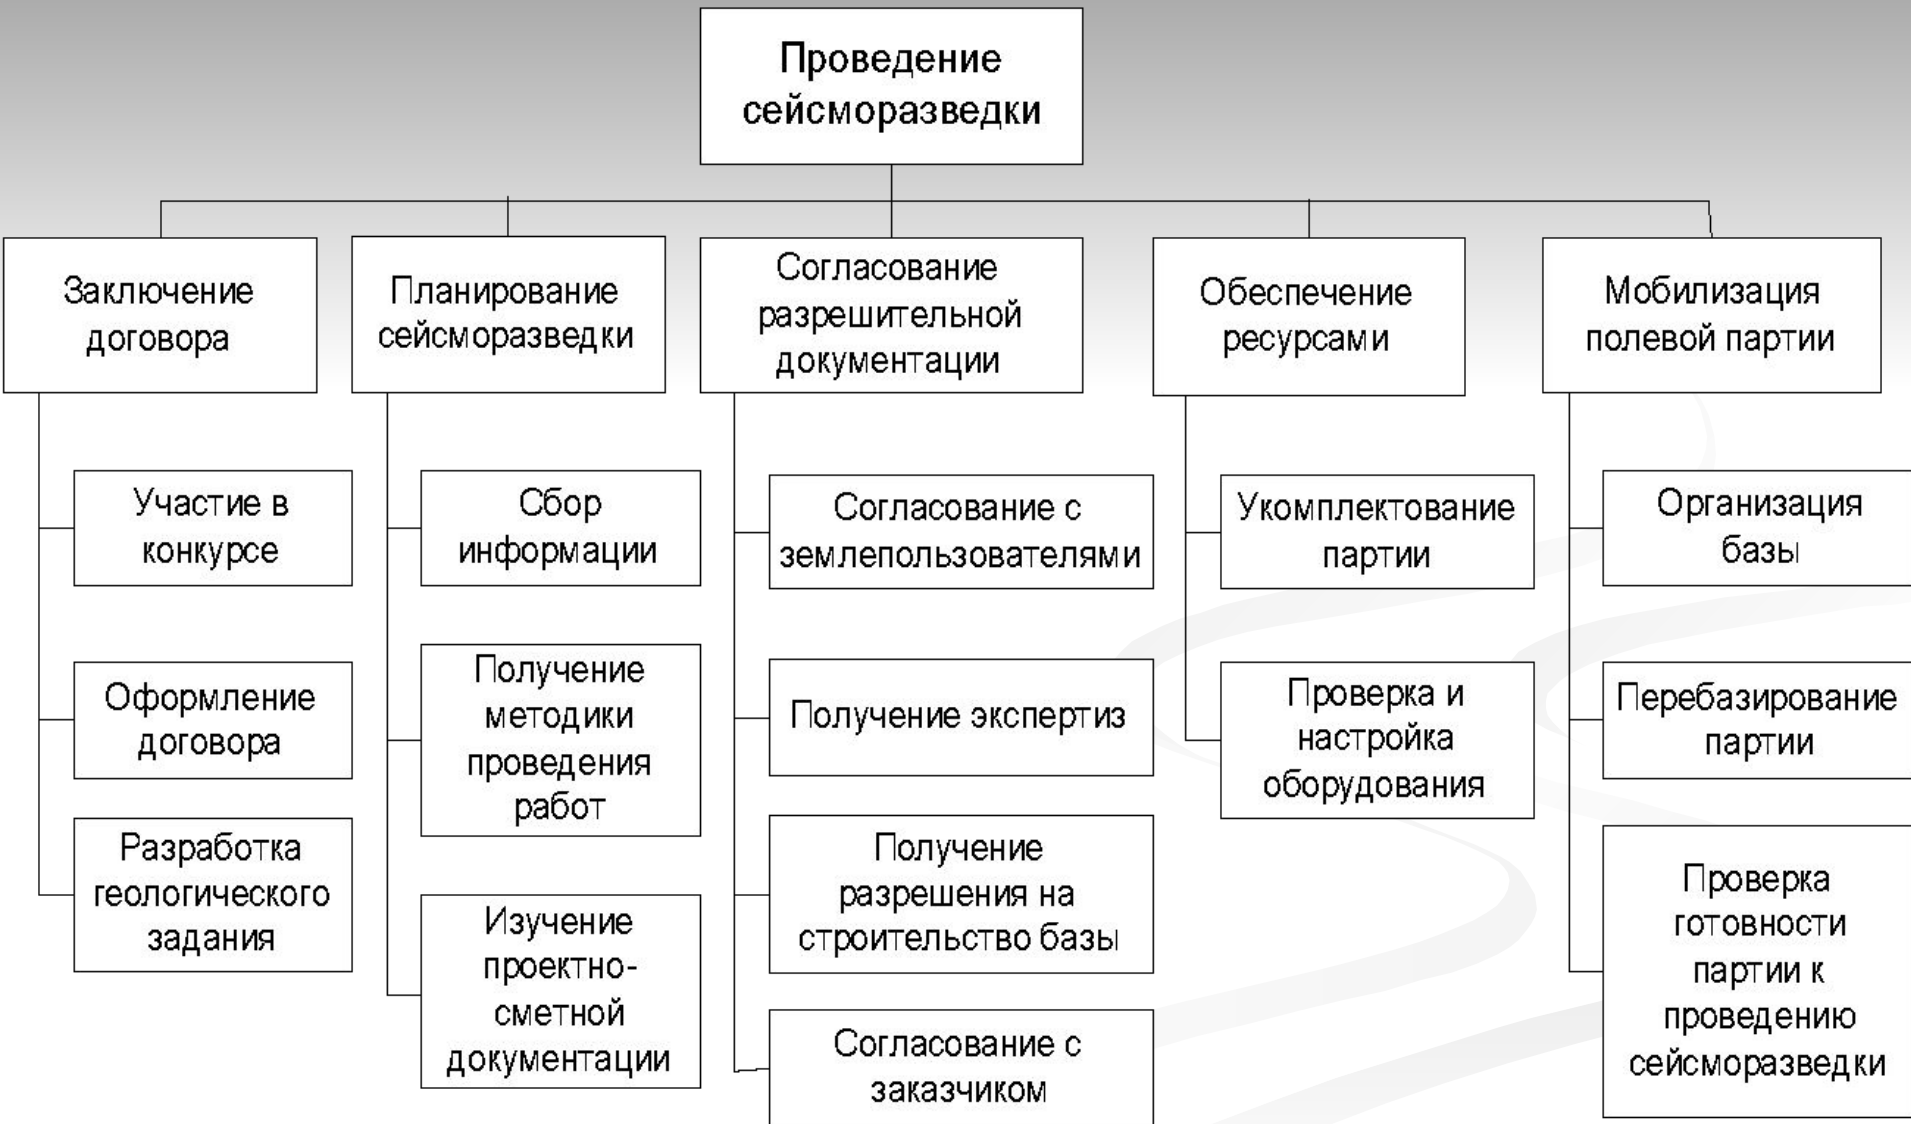 Проведение
сейсморазведки
Заключение
договора
Участие в
конкурсе
Оформление
договора
Разработка
геологического
задания
Планирование
сейсморазведки
Сбор
информации
Получение
методики
проведения
работ
Изучение
проектно-
сметной
документации
Согласование
разрешительной
документации
Согласование с
землепользователями
Получение экспертиз
Получение
разрешения на
строительство базы
Согласование с
заказчиком
Обеспечение
ресурсами
Укомплектование
партии
Проверка и
настройка
оборудования
Мобилизация
полевой партии
Организация
базы
Перебазирование
партии
Проверка
готовности
партии к
проведению
сейсморазведки